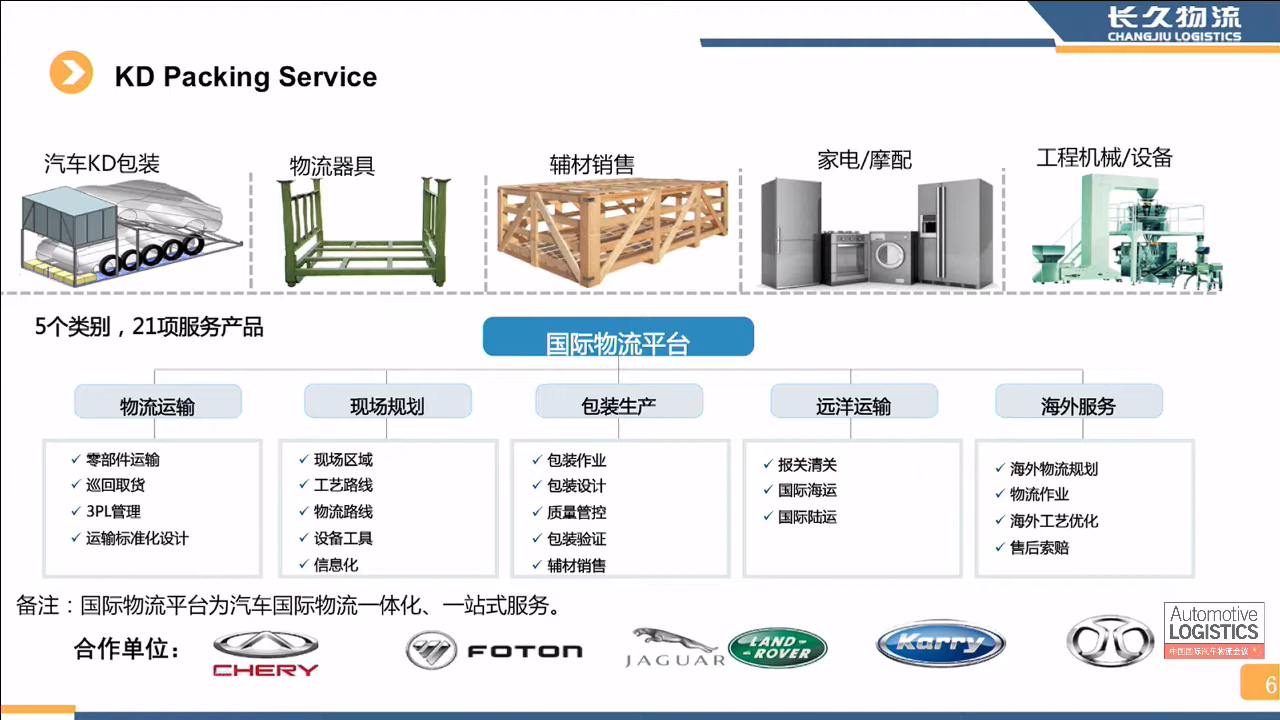 长久物流
CHANGJIU LOGISTICS
KD Packing Service
汽车KD包装
物流器具
辅材销售
家电/摩配
工程机械/设备
5个类别，21项服务产品
国际物流平台
物流运输
现场规划
包装生产
远洋运输
海外服务
✓ 零部件运输
✓ 巡回取货
✓ 3PL管理
✓ 运输标准化设计
✓ 现场区域
✓ 工艺路线
✓ 物流路线
✓ 设备工具
✓ 信息化
✓ 包装作业
✓ 包装设计
✓ 质量管控
✓ 包装验证
✓ 辅材销售
✓ 报关清关
✓ 国际海运
✓ 国际陆运
✓ 海外物流规划
✓ 物流作业
✓ 海外工艺优化
✓ 售后索赔
备注：国际物流平台为汽车国际物流一体化、一站式服务。
合作单位：
CHERY
FOTON
JAGUAR
LAND-
ROVER
Karry
Automotive
LOGISTICS
中国国际汽车物流会议
6